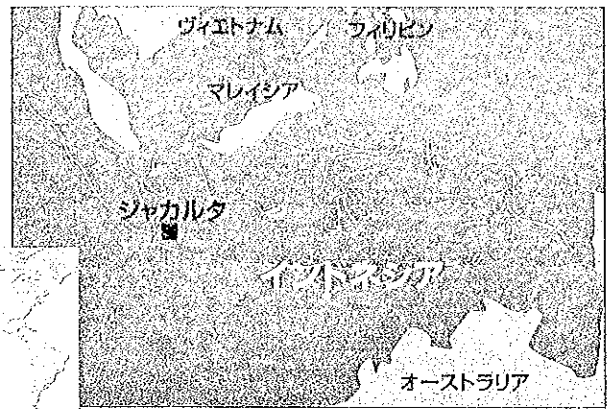 ヴィエトナム
フィリピン
マレイシア
ジャカルタ
インドネシア
オーストラリア